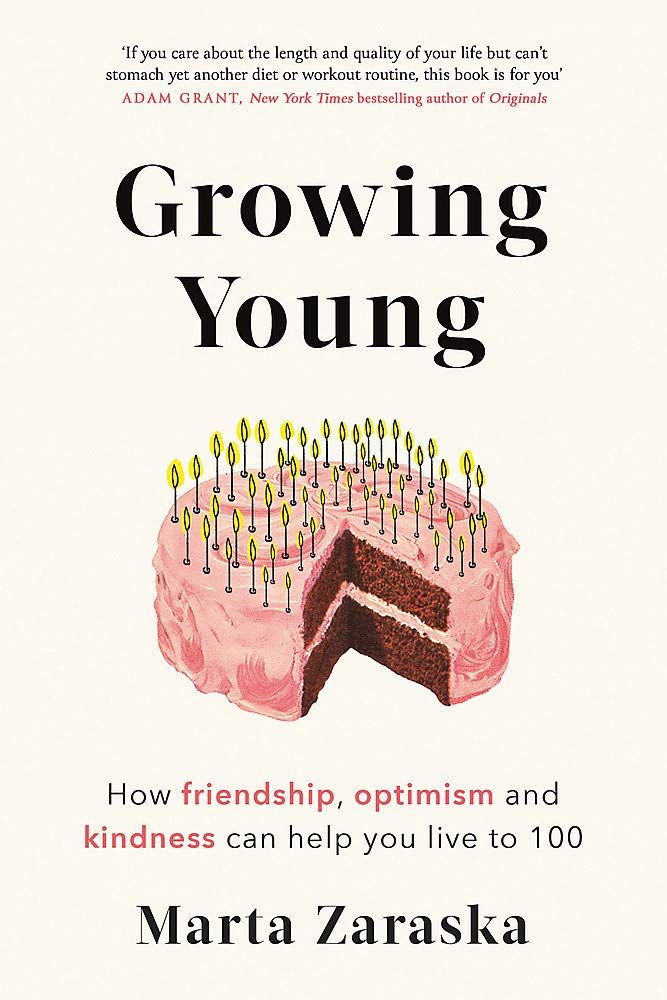 ‘If you care about the length and quality of your life but can’t
stomach yet another diet or workout routine, this book is for you’
ADAM GRANT, New York Times bestselling author of Originals
Growing
Young
How friendship, optimism and
kindness can help you live to 100
Marta Zaraska